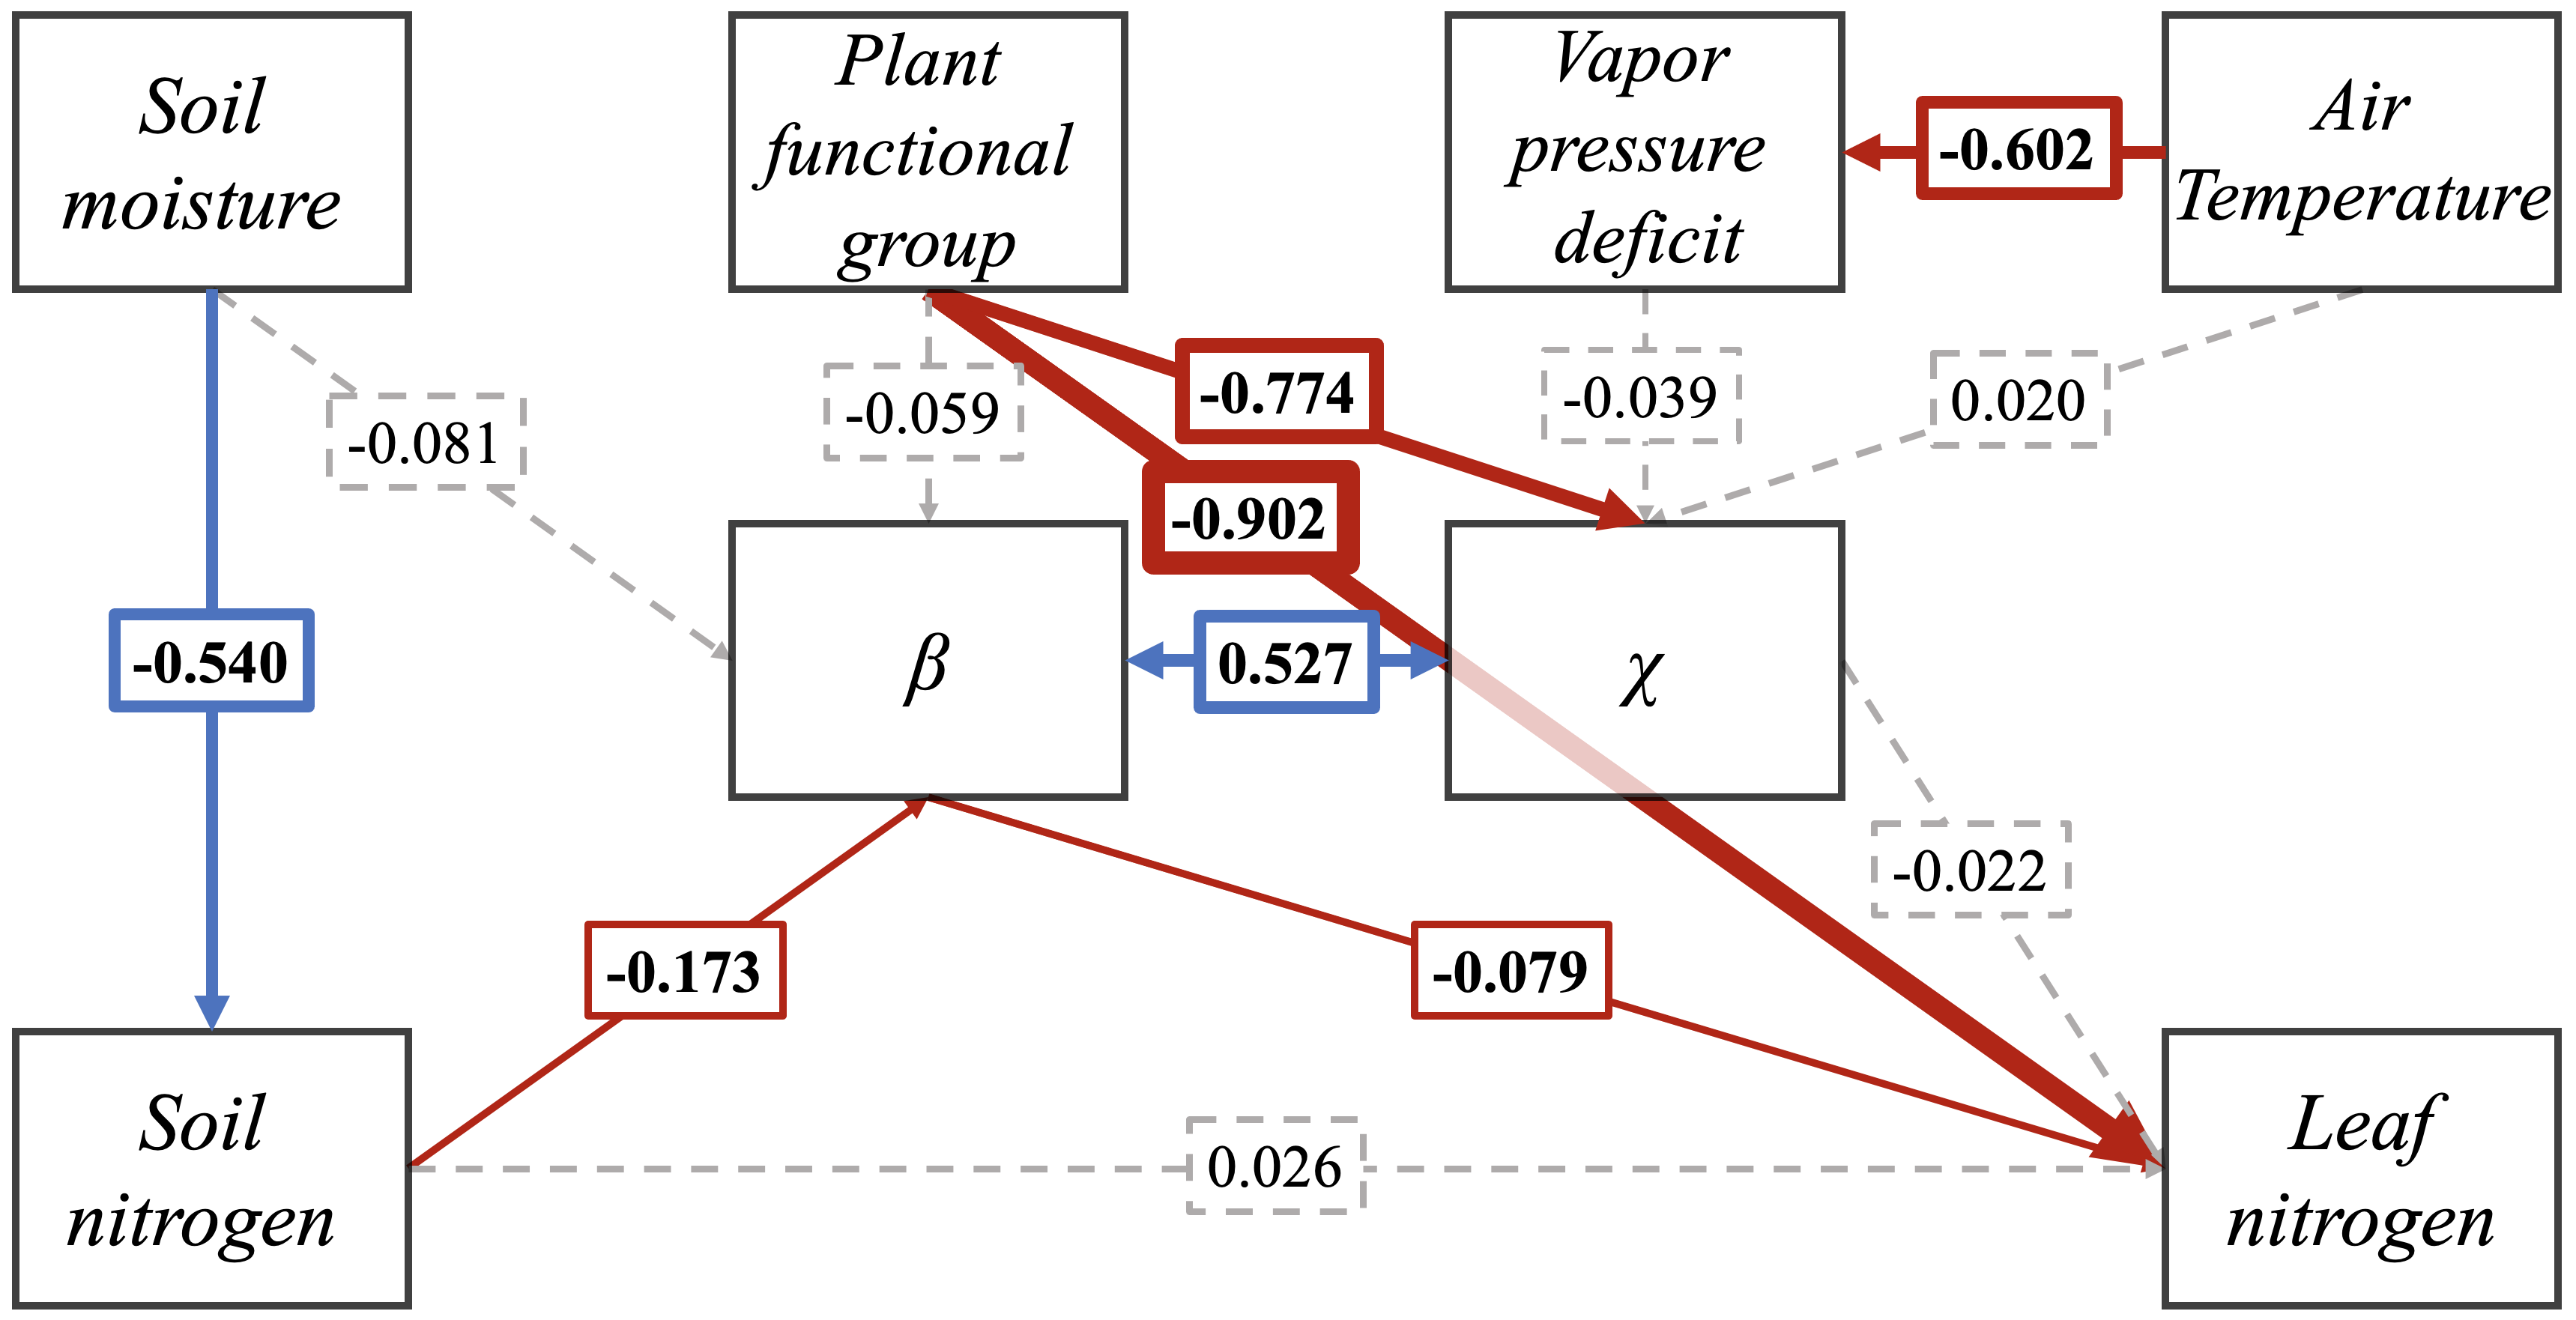 Soil
moisture
Plant
functional
group
Vapor
pressure
deficit
-0.602
Air
Temperature
-0.081
-0.059
-0.774
-0.039
0.020
-0.902
-0.540
β
0.527
χ
-0.022
-0.173
-0.079
Soil
nitrogen
0.026
Leaf
nitrogen